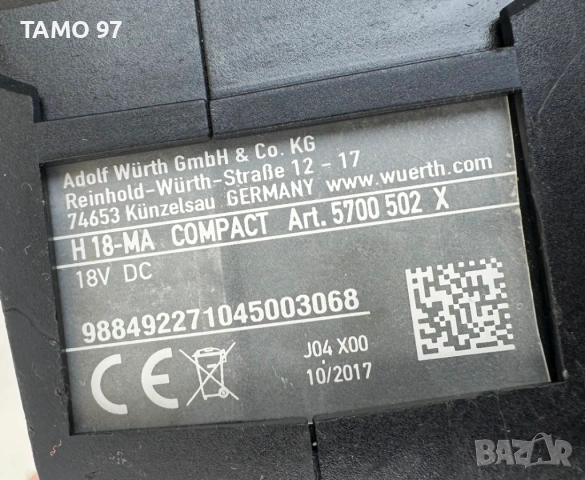 TAMO 97
Adolf Würth GmbH & Co. KG
Reinhold-Würth-Straße 12 - 17
74653 Künzelsau GERMANY www.wuerth.com
H 18-MA COMPACT Art. 5700 502 X
18V DC
988492271045003068
CE
J04 X00
10/2017
BAZAR